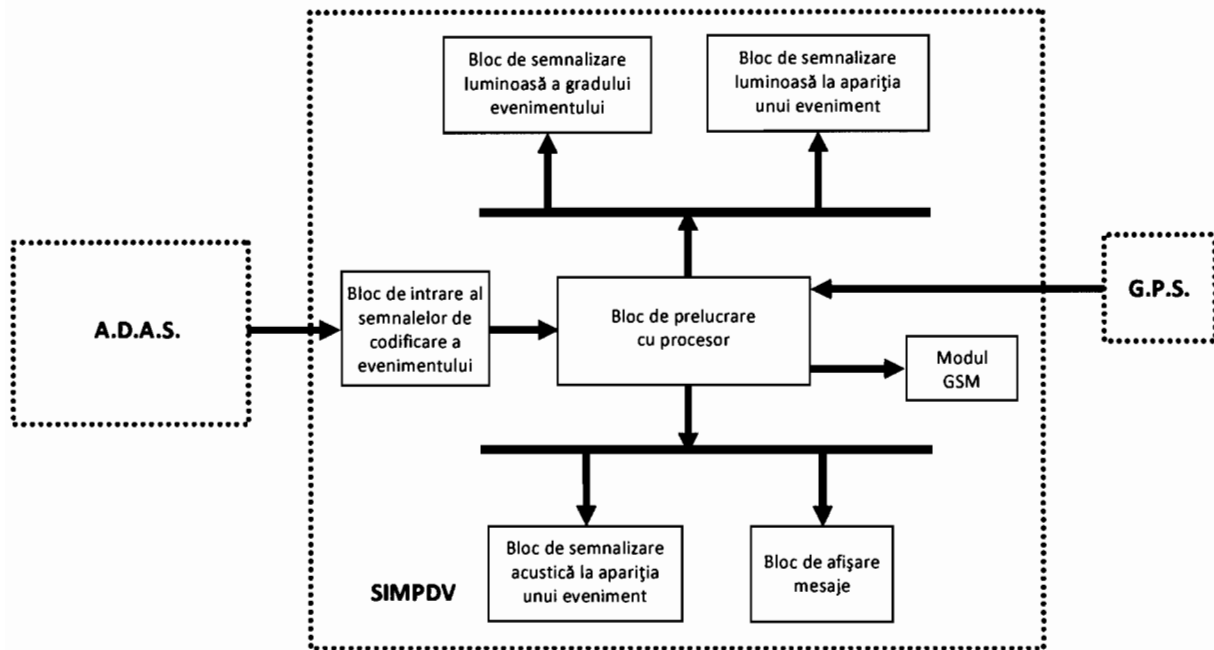 Bloc de semnalizare
luminoasă a gradului
evenimentului
Bloc de semnalizare
luminoasă la apariţia
unui eveniment
A.D.A.S.
Bloc de intrare al
semnalelor de
codificare a
evenimentului
Bloc de prelucrare
cu procesor
G.P.S.
Modul
GSM
Bloc de semnalizare
acustică la apariţia
unui eveniment
Bloc de afişare
mesaje
SIMPDV